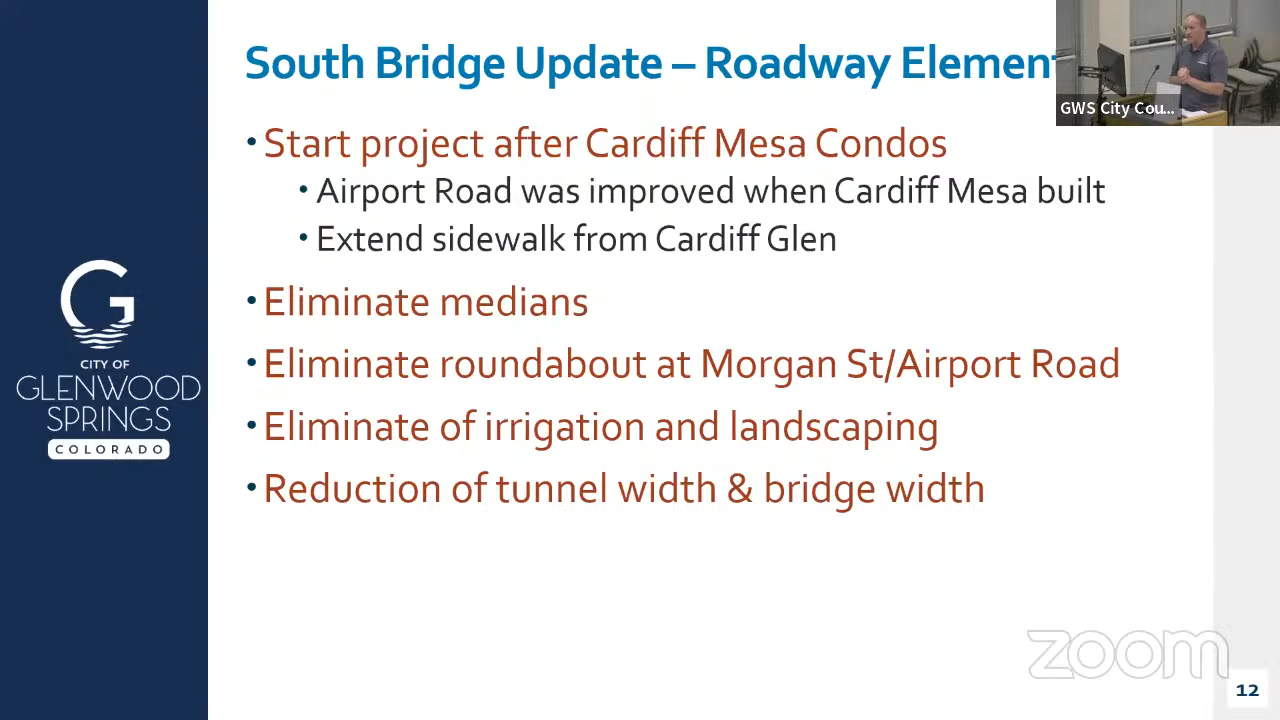 South Bridge Update – Roadway Element
GWS City Cou...
• Start project after Cardiff Mesa Condos
• Airport Road was improved when Cardiff Mesa built
• Extend sidewalk from Cardiff Glen
• Eliminate medians
• Eliminate roundabout at Morgan St/Airport Road
• Eliminate of irrigation and landscaping
• Reduction of tunnel width & bridge width
G
CITY OF
GLENWOOD
SPRINGS
COLORADO
zoom
12